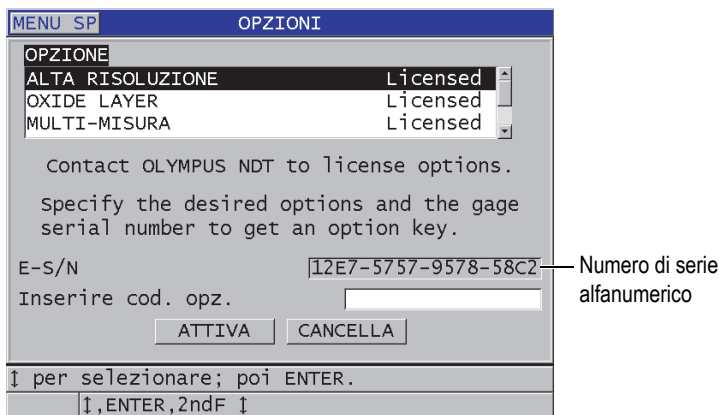 MENU SP OPZIONI
OPZIONE
ALTA RISOLUZIONE Licensed
OXIDE LAYER Licensed
MULTI-MISURA Licensed
Contact OLYMPUS NDT to license options.
Specify the desired options and the gage
serial number to get an option key.
E-S/N 12E7-5757-9578-58C2
Numero di serie
alfanumerico
Inserire cod. opz.
ATTIVA CANCELLA
↕ per selezionare; poi ENTER.
↕,ENTER,2ndF ↕